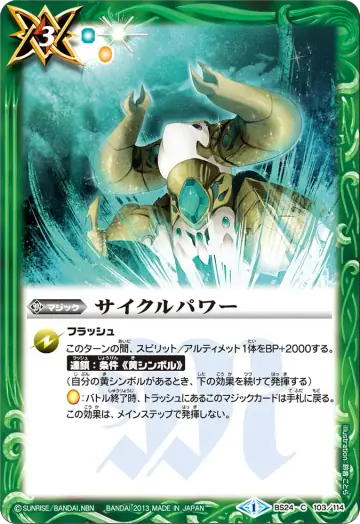 3
マジック サイクルパワー
フラッシュ
このターンの間、スピリット/アルティメット1体をBP+2000する。
連鎖:条件《黄シンボル》
(自分の黄シンボルがあるとき、下の効果を続けて発揮する)
:バトル終了時、トラッシュにあるこのマジックカードは手札に戻る。
この効果は、メインステップで発揮しない。
©SUNRISE/BANDAI,NBN BANDAI 2013 MADE IN JAPAN 1 BS24 C 103/114